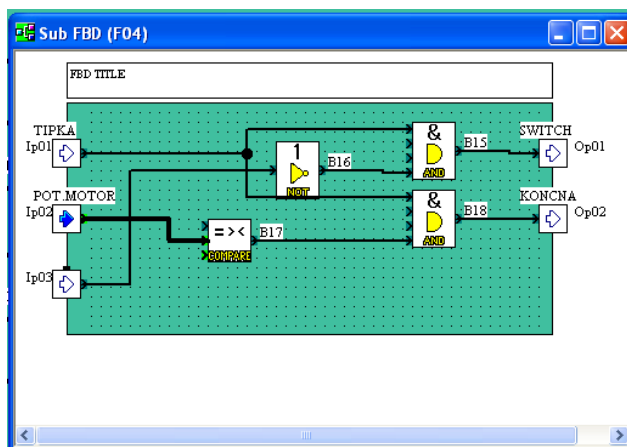 Sub FBD (F04)
FBD TITLE
TIPKA
Ip01
POT.MOTOR
Ip02
Ip03
1
NOT
B16
=><
COMPARE
B17
&
AND
B15
&
AND
B18
SWITCH
Op01
KONCNA
Op02